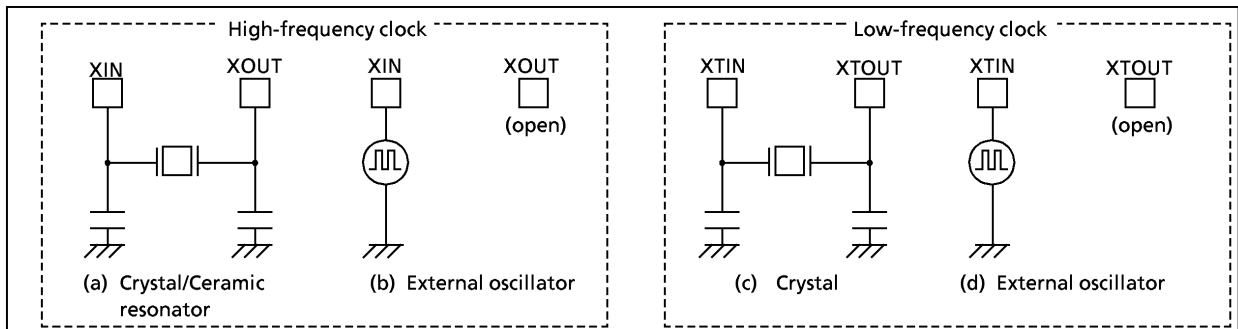 High-frequency clock
XIN
XOUT
XIN
XOUT
(open)
(a) Crystal/Ceramic
resonator
(b) External oscillator
Low-frequency clock
XTIN
XTOUT
XTIN
XTOUT
(open)
(c) Crystal
(d) External oscillator